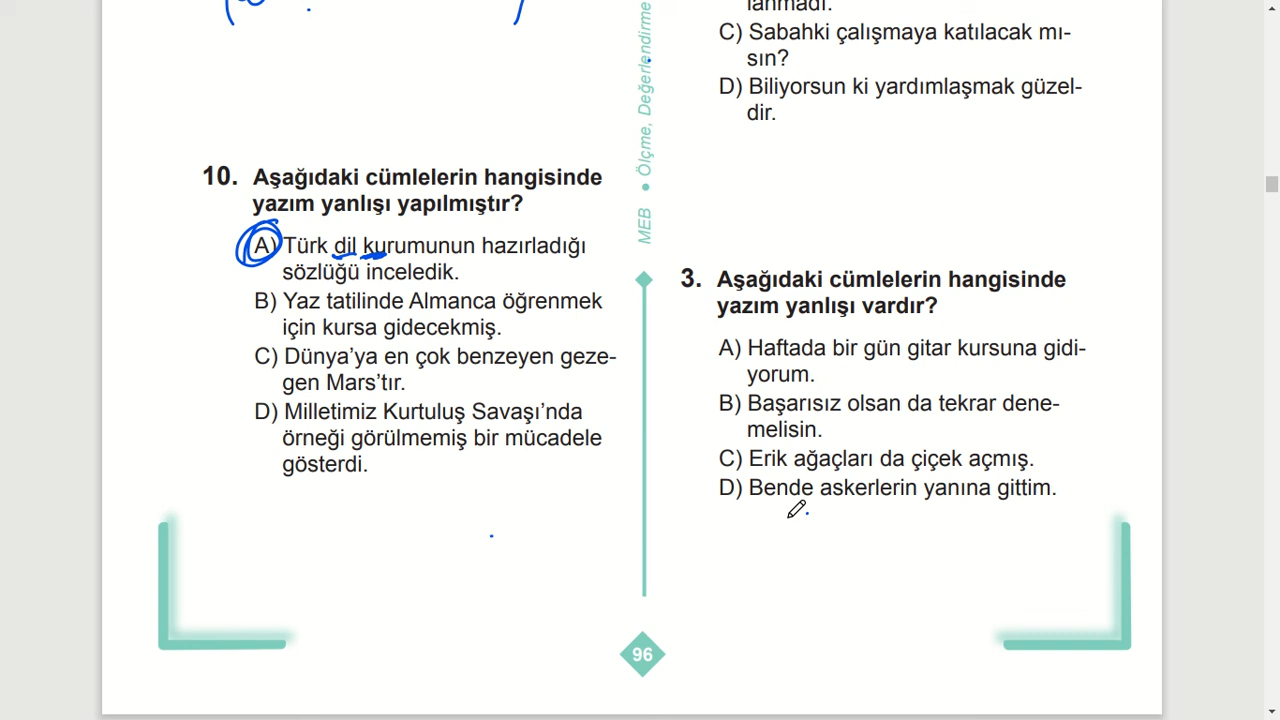 10. Aşağıdaki cümlelerin hangisinde
yazım yanlışı yapılmıştır?
A) Türk dil kurumunun hazırladığı
sözlüğü inceledik.
B) Yaz tatilinde Almanca öğrenmek
için kursa gidecekmiş.
C) Dünya’ya en çok benzeyen geze-
gen Mars’tır.
D) Milletimiz Kurtuluş Savaşı’nda
örneği görülmemiş bir mücadele
gösterdi.
MEB ● Ölçme, Değerlendirme
lanmadı.
C) Sabahki çalışmaya katılacak mı-
sın?
D) Biliyorsun ki yardımlaşmak güzel-
dir.
3. Aşağıdaki cümlelerin hangisinde
yazım yanlışı vardır?
A) Haftada bir gün gitar kursuna gidi-
yorum.
B) Başarısız olsan da tekrar dene-
melisin.
C) Erik ağaçları da çiçek açmış.
D) Bende askerlerin yanına gittim.
96